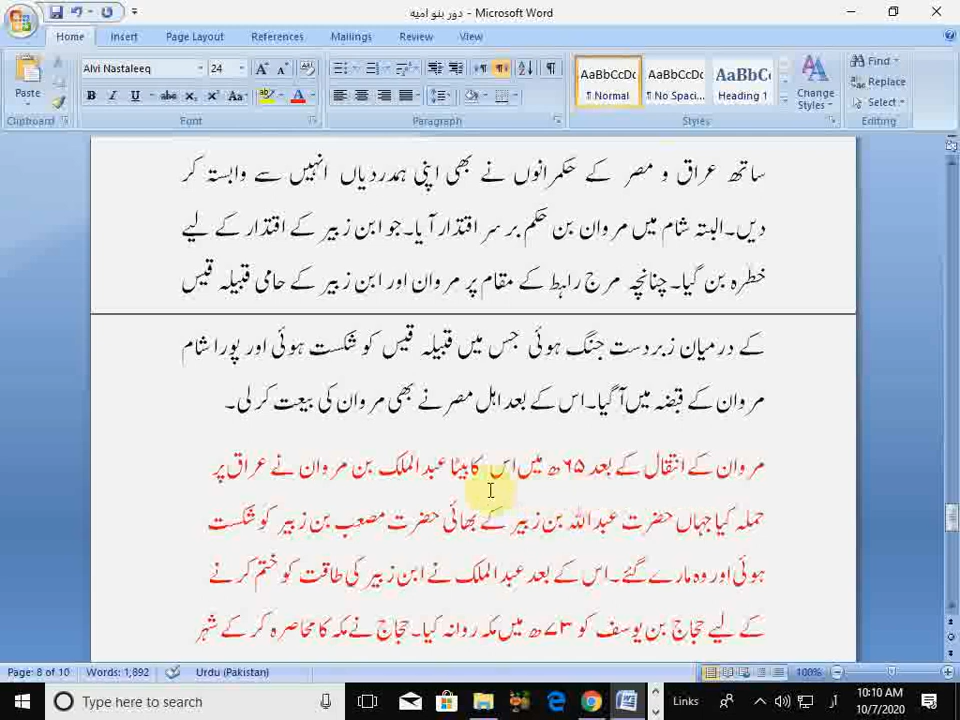 دور بنو امیہ - Microsoft Word
Home Insert Page Layout References Mailings Review View
Alvi Nastaleeq 24
Paste
Clipboard Font Paragraph Styles Editing
AaBbCcDc AaBbCcDc AaBbC
¶ Normal ¶ No Spaci... Heading 1
Change Styles
Find
Replace
Select
ساتھ عراق و مصر کے حکمرانوں نے بھی اپنی ہمدردیاں انہیں سے وابستہ کر
دیں۔البتہ شام میں مروان بن حکم برسر اقتدار آیا۔جو ابن زبیر کے اقتدار کے لیے
خطرہ بن گیا۔چنانچہ مرج راہط کے مقام پر مروان اور ابن زبیر کے حامی قبیلہ قیس
کے درمیان زبردست جنگ ہوئی جس میں قبیلہ قیس کو شکست ہوئی اور پورا شام
مروان کے قبضہ میں آگیا۔اس کے بعد اہل مصر نے بھی مروان کی بیعت کر لی۔
مروان کے انتقال کے بعد ۶۵ھ میں اس کا بیٹا عبدالملک بن مروان نے عراق پر
حملہ کیا جہاں حضرت عبداللہ بن زبیر کے بھائی حضرت مصعب بن زبیر کو شکست
ہوئی اور وہ مارے گئے۔اس کے بعد عبدالملک نے ابن زبیر کی طاقت کو ختم کرنے
کے لیے حجاج بن یوسف کو ۷۳ھ میں مکہ روانہ کیا۔حجاج نے مکہ کا محاصرہ کر کے شہر
Page: 8 of 10 Words: 1,892 Urdu (Pakistan) 100%
Type here to search
Links
10:10 AM
10/7/2020